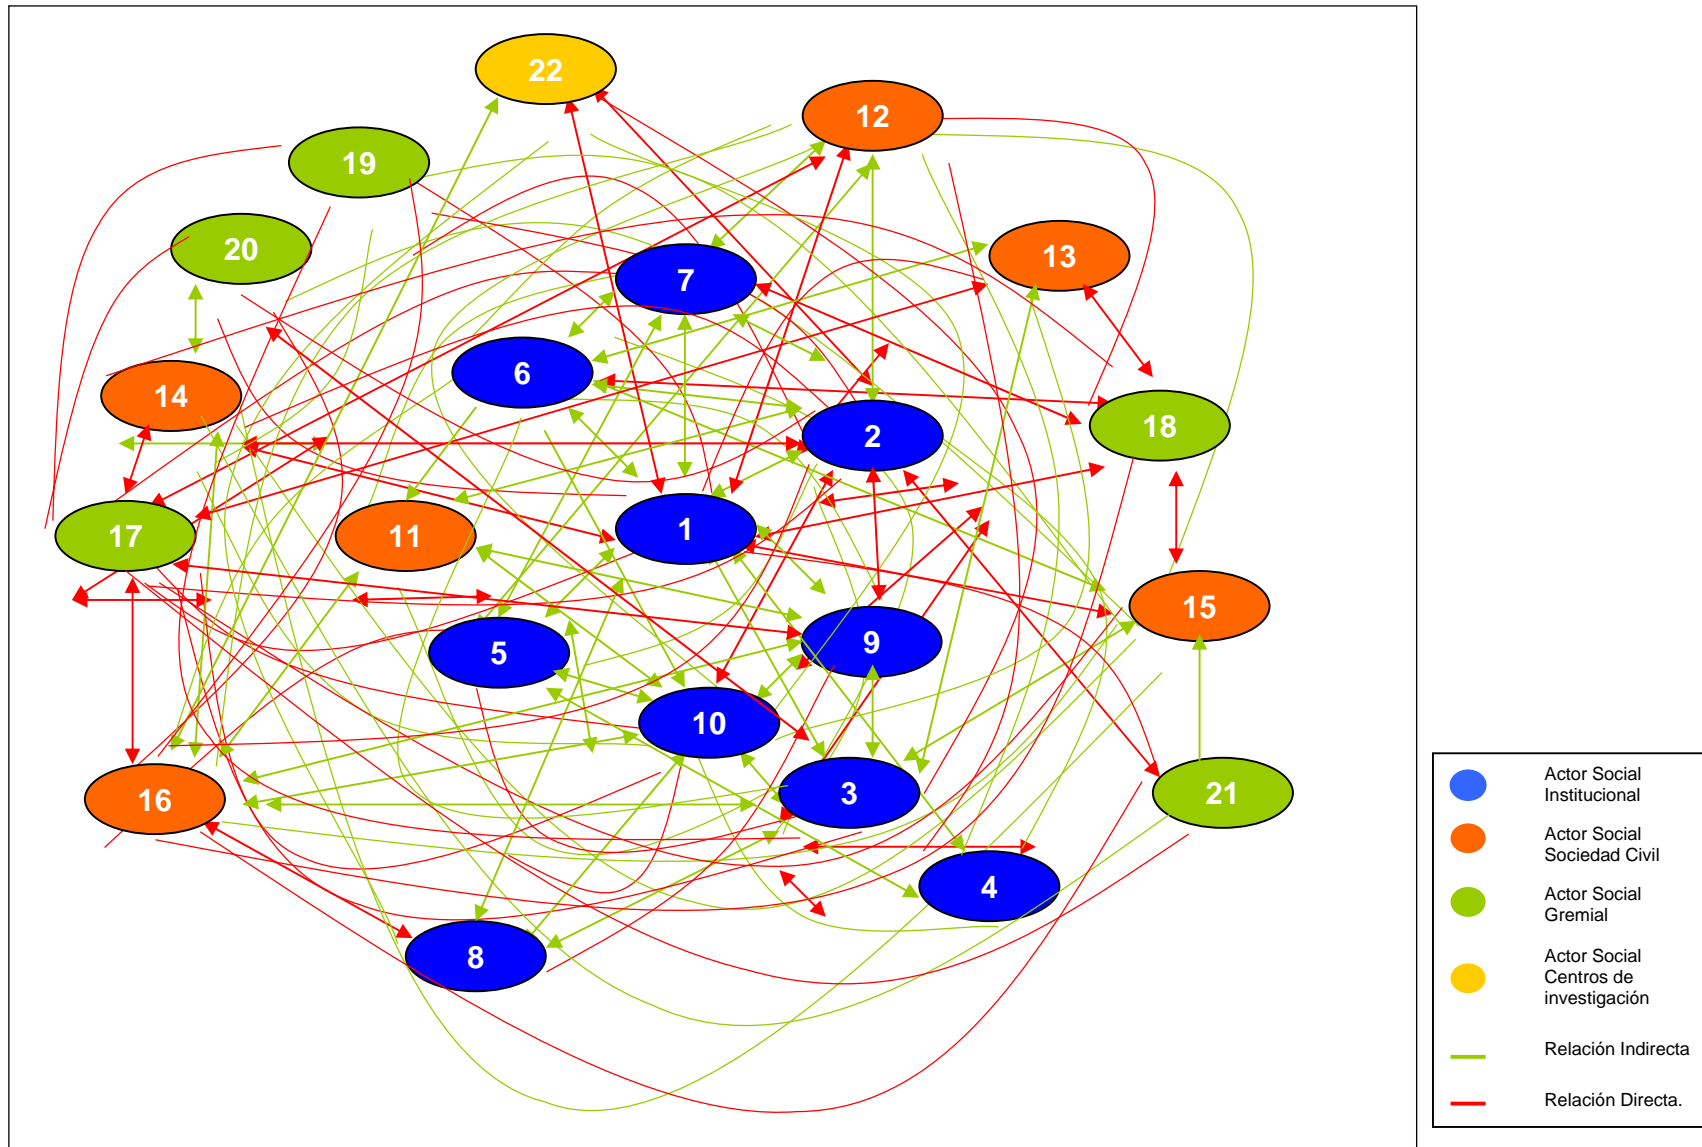 22
12
19
20
13
7
6
14
2
18
17
11
1
15
5
9
10
16
3
21
4
8
Actor Social
Institucional
Actor Social
Sociedad Civil
Actor Social
Gremial
Actor Social
Centros de
investigación
Relación Indirecta
Relación Directa.